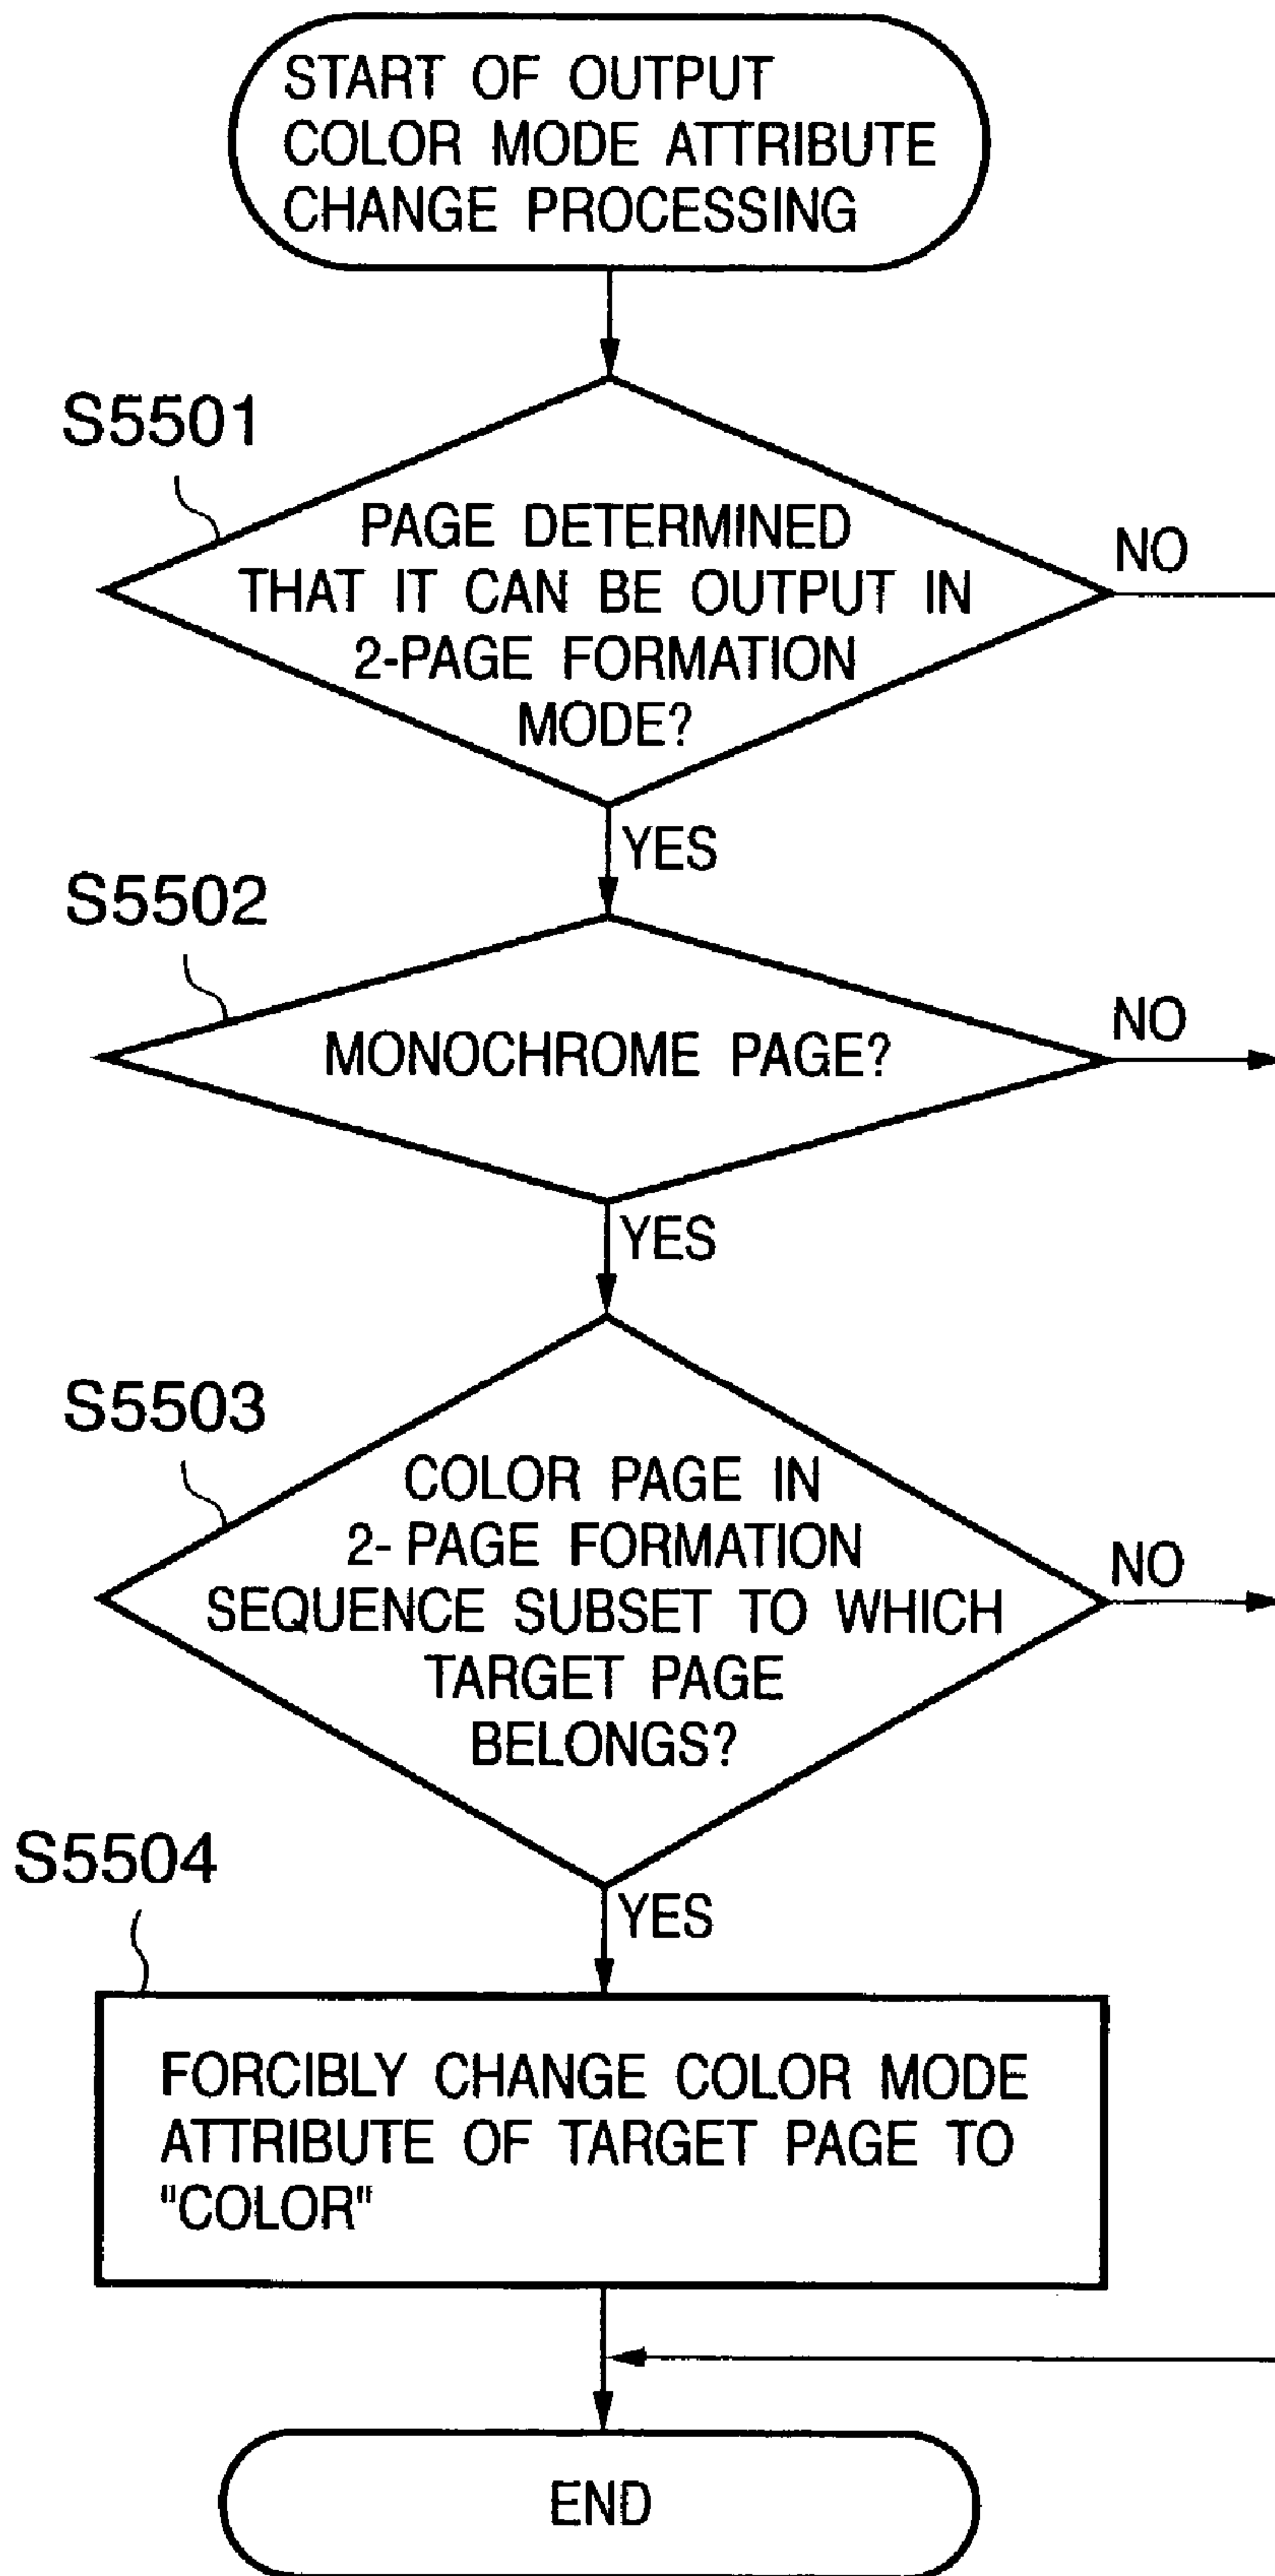 START OF OUTPUT
COLOR MODE ATTRIBUTE
CHANGE PROCESSING
S5501
PAGE DETERMINED
THAT IT CAN BE OUTPUT IN
2-PAGE FORMATION
MODE?
NO
YES
S5502
MONOCHROME PAGE?
NO
YES
S5503
COLOR PAGE IN
2- PAGE FORMATION
SEQUENCE SUBSET TO WHICH
TARGET PAGE
BELONGS?
NO
YES
S5504
FORCIBLY CHANGE COLOR MODE
ATTRIBUTE OF TARGET PAGE TO
"COLOR"
END